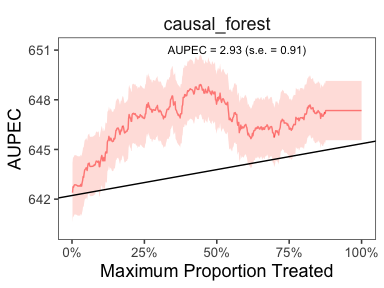 causal_forest
AUPEC = 2.93 (s.e. = 0.91)
651
648
645
642
AUPEC
0%
25%
50%
75%
100%
Maximum Proportion Treated